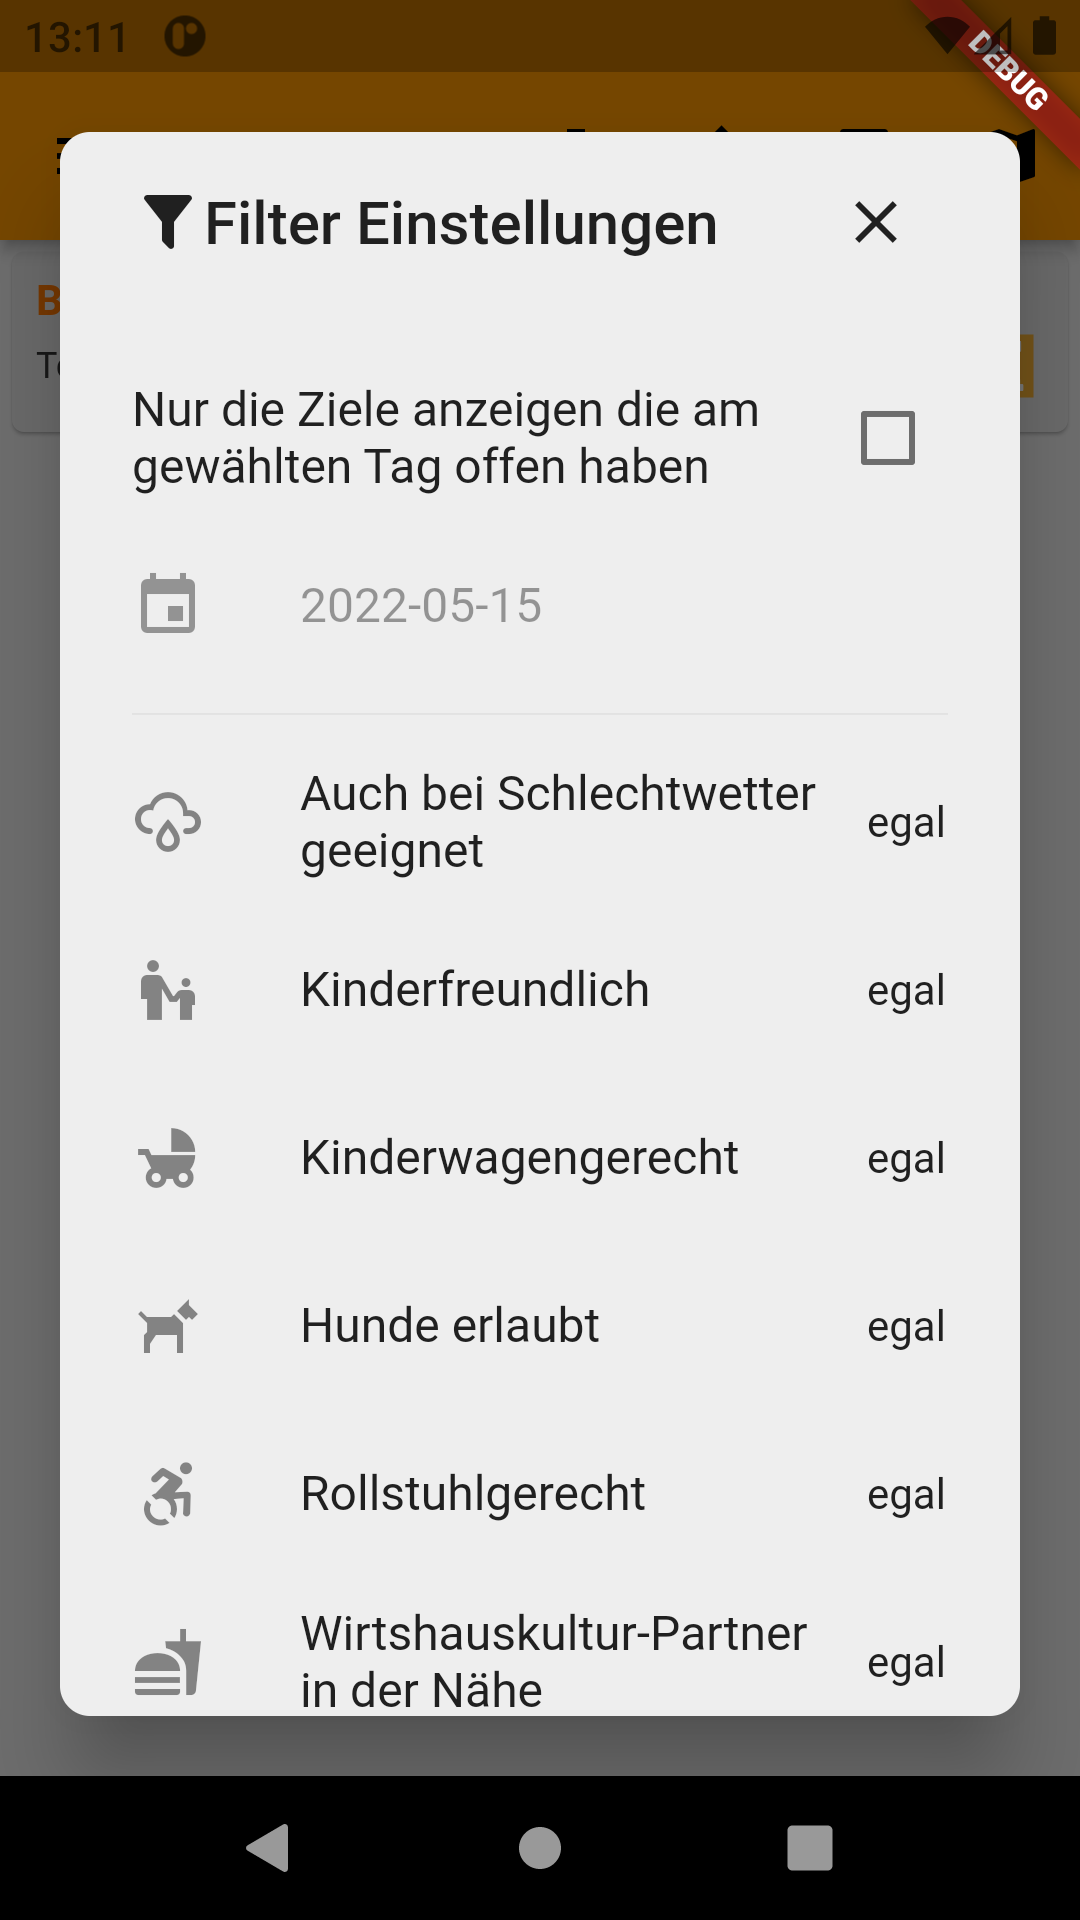 13:11
DEBUG
Filter Einstellungen
Nur die Ziele anzeigen die am
gewählten Tag offen haben
2022-05-15
Auch bei Schlechtwetter
geeignet
egal
Kinderfreundlich
egal
Kinderwagengerecht
egal
Hunde erlaubt
egal
Rollstuhlgerecht
egal
Wirtshauskultur-Partner
in der Nähe
egal